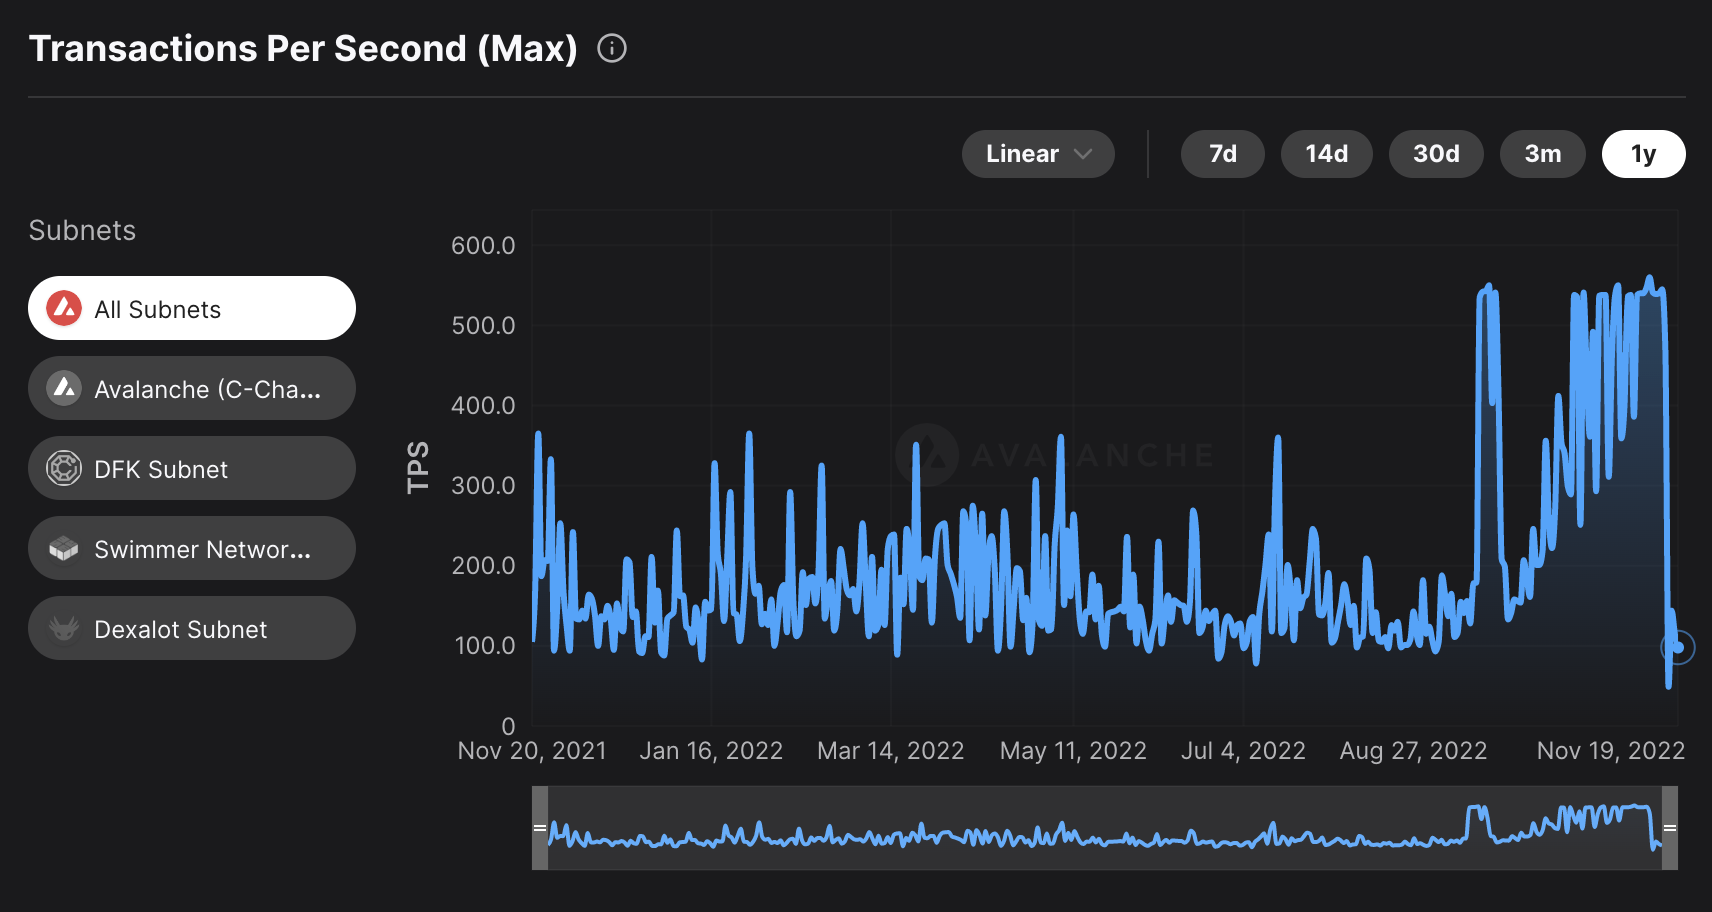 Transactions Per Second (Max)
Linear 7d 14d 30d 3m 1y
Subnets
All Subnets
Avalanche (C-Cha...
DFK Subnet
Swimmer Networ...
Dexalot Subnet
TPS
600.0
500.0
400.0
300.0
200.0
100.0
0
AVALANCHE
Nov 20, 2021 Jan 16, 2022 Mar 14, 2022 May 11, 2022 Jul 4, 2022 Aug 27, 2022 Nov 19, 2022